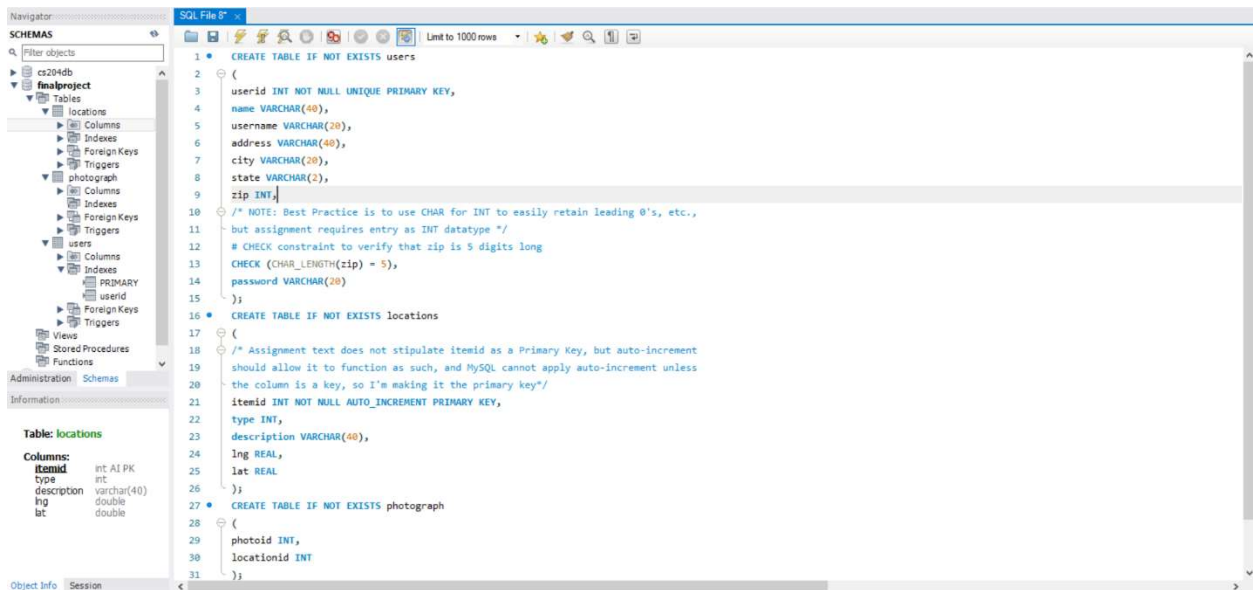 Navigator
SCHEMAS
Filter objects
cs204db
finalproject
Tables
locations
Columns
Indexes
Foreign Keys
Triggers
photograph
Columns
Indexes
Foreign Keys
Triggers
users
Columns
Indexes
PRIMARY
userid
Foreign Keys
Triggers
Views
Stored Procedures
Functions
Administration Schemas
Information
Table: locations
Columns:
itemid int AI PK
type int
description varchar(40)
lng double
lat double
Object Info Session
SQL File 8* ×
Limit to 1000 rows
1 CREATE TABLE IF NOT EXISTS users
2 (
3 userid INT NOT NULL UNIQUE PRIMARY KEY,
4 name VARCHAR(40),
5 username VARCHAR(20),
6 address VARCHAR(40),
7 city VARCHAR(20),
8 state VARCHAR(2),
9 zip INT,
10 /* NOTE: Best Practice is to use CHAR for INT to easily retain leading 0's, etc.,
11 but assignment requires entry as INT datatype */
12 # CHECK constraint to verify that zip is 5 digits long
13 CHECK (CHAR_LENGTH(zip) = 5),
14 password VARCHAR(20)
15 );
16 CREATE TABLE IF NOT EXISTS locations
17 (
18 /* Assignment text does not stipulate itemid as a Primary Key, but auto-increment
19 should allow it to function as such, and MySQL cannot apply auto-increment unless
20 the column is a key, so I'm making it the primary key*/
21 itemid INT NOT NULL AUTO_INCREMENT PRIMARY KEY,
22 type INT,
23 description VARCHAR(40),
24 lng REAL,
25 lat REAL
26 );
27 CREATE TABLE IF NOT EXISTS photograph
28 (
29 photoid INT,
30 locationid INT
31 );